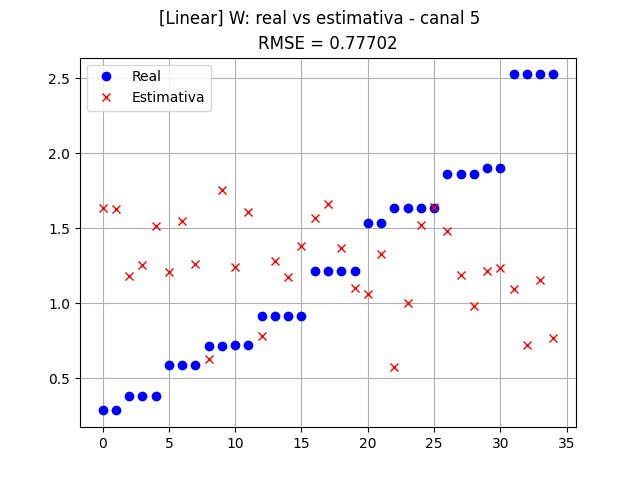 [Linear] W: real vs estimativa - canal 5
RMSE = 0.77702
Real
Estimativa
2.5
2.0
1.5
1.0
0.5
0 5 10 15 20 25 30 35